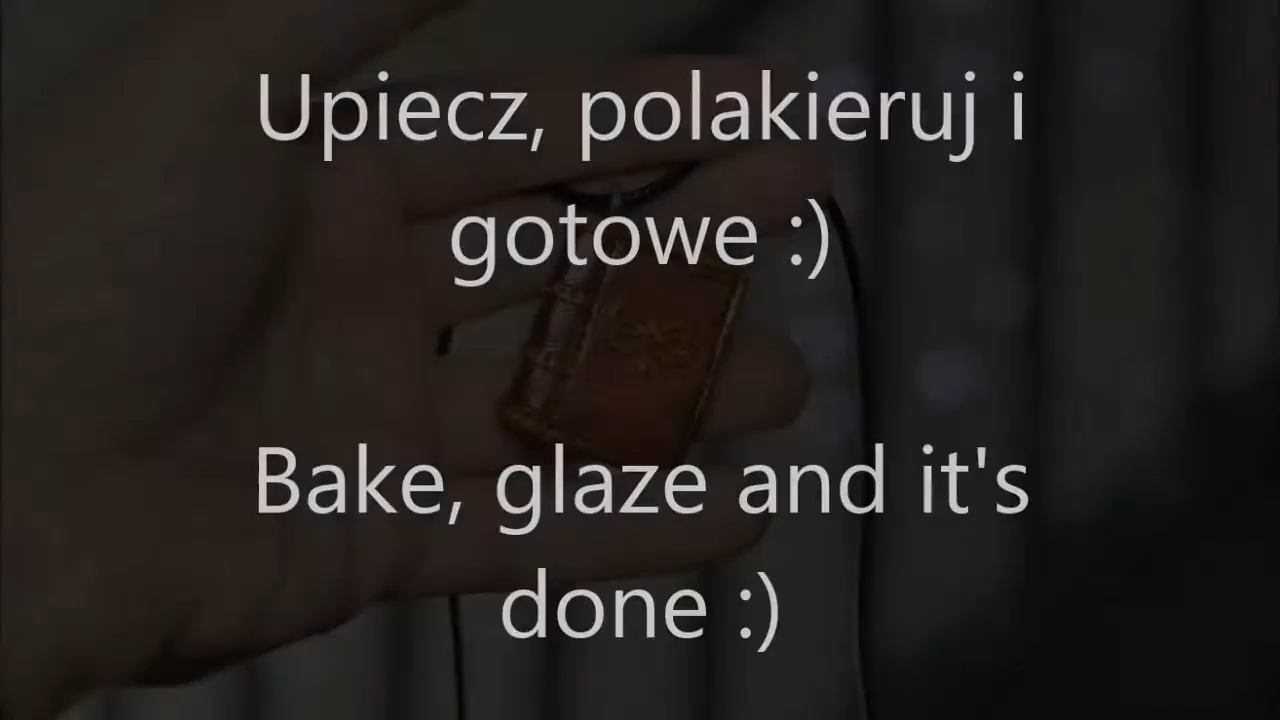 Upiecz, polakieruj i
gotowe :)
Bake, glaze and it's
done :)